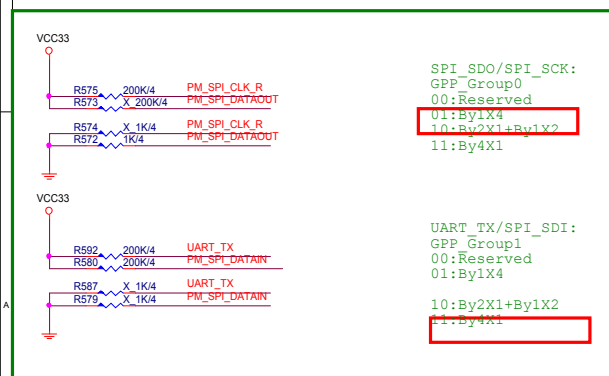 VCC33
R575 200K/4 PM_SPI_CLK_R
R573 X_200K/4 PM_SPI_DATAOUT
R574 X_1K/4 PM_SPI_CLK_R
R572 1K/4 PM_SPI_DATAOUT
SPI_SDO/SPI_SCK:
GPP_Group0
00:Reserved
01:By1X4
10:By2X1+By1X2
11:By4X1
VCC33
R592 200K/4 UART_TX
R580 200K/4 PM_SPI_DATAIN
R587 X_1K/4 UART_TX
R579 X_1K/4 PM_SPI_DATAIN
UART_TX/SPI_SDI:
GPP_Group1
00:Reserved
01:By1X4
10:By2X1+By1X2
11:By4X1
A